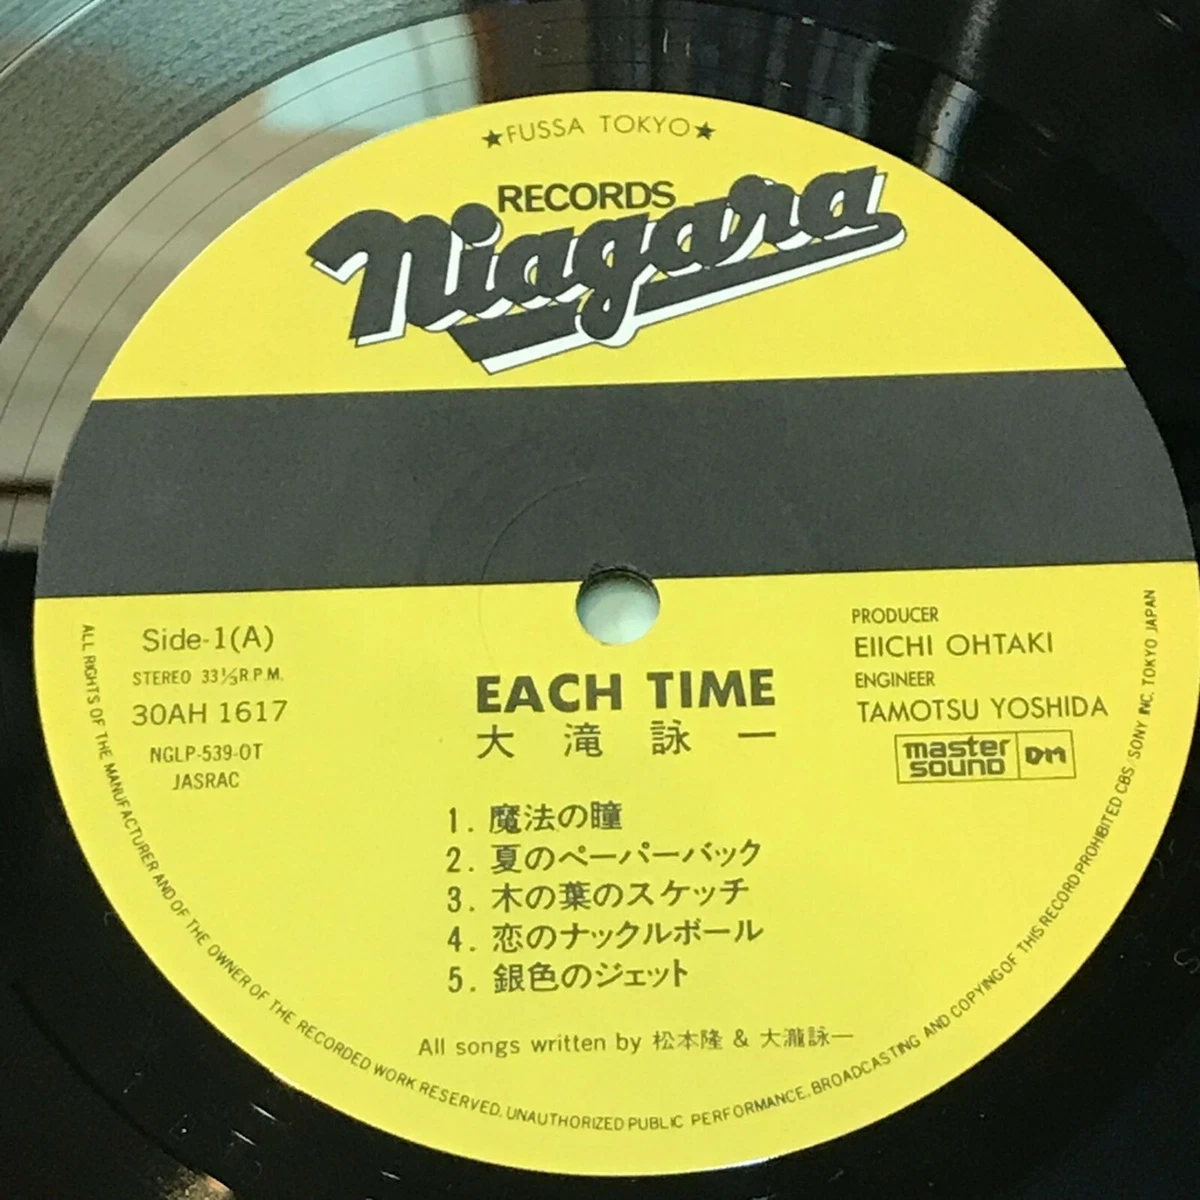 ★FUSSA TOKYO★
RECORDS
Niagara
Side-1(A)
STEREO 33⅓R.P.M.
30AH 1617
NGLP-539-OT
JASRAC
EACH TIME
大滝詠一
PRODUCER
EIICHI OHTAKI
ENGINEER
TAMOTSU YOSHIDA
master sound DM
1. 魔法の瞳
2. 夏のペーパーバック
3. 木の葉のスケッチ
4. 恋のナックルボール
5. 銀色のジェット
All songs written by 松本隆 & 大瀧詠一
ALL RIGHTS OF THE MANUFACTURER AND OF THE OWNER OF THE RECORDED WORK RESERVED. UNAUTHORIZED PUBLIC PERFORMANCE, BROADCASTING AND COPYING OF THIS RECORD PROHIBITED CBS/SONY INC. TOKYO JAPAN